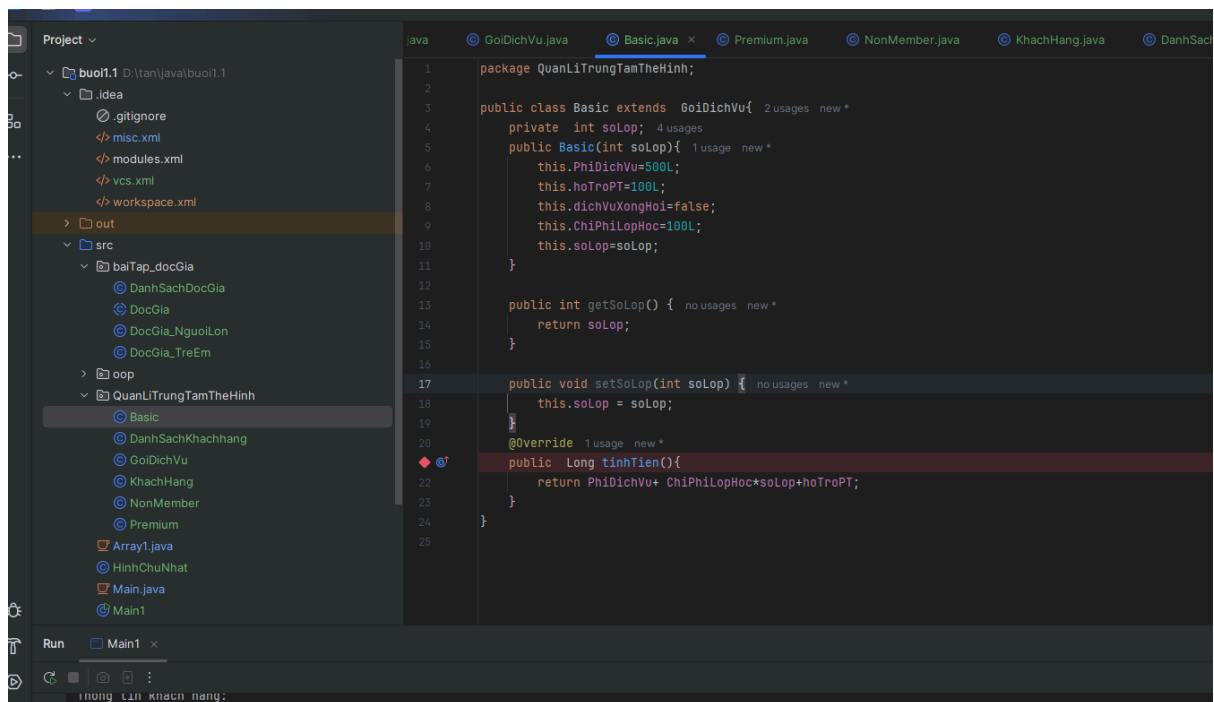 Project
buoi1.1 D:\tan\java\buoi1.1
.idea
.gitignore
misc.xml
modules.xml
vcs.xml
workspace.xml
out
src
baiTap_docGia
DanhSachDocGia
DocGia
DocGia_NguoiLon
DocGia_TreEm
oop
QuanLiTrungTamTheHinh
Basic
DanhSachKhachhang
GoiDichVu
KhachHang
NonMember
Premium
Array1.java
HinhChuNhat
Main.java
Main1
java GoiDichVu.java Basic.java Premium.java NonMember.java KhachHang.java DanhSach
1 package QuanLiTrungTamTheHinh;
2
3 public class Basic extends  GoiDichVu{ 2 usages new *
4 private  int soLop; 4 usages
5 public Basic(int soLop){ 1 usage new *
6 this.PhiDichVu=500L;
7 this.hoTroPT=100L;
8 this.dichVuXongHoi=false;
9 this.ChiPhiLopHoc=100L;
10 this.soLop=soLop;
11 }
12
13 public int getSoLop() { no usages new *
14 return soLop;
15 }
16
17 public void setSoLop(int soLop) { no usages new *
18 this.soLop = soLop;
19 }
20 @Override 1 usage new *
public  Long tinhTien(){
22 return PhiDichVu+ ChiPhiLopHoc*soLop+hoTroPT;
23 }
24 }
25
Run Main1
Thong tin khach hang: